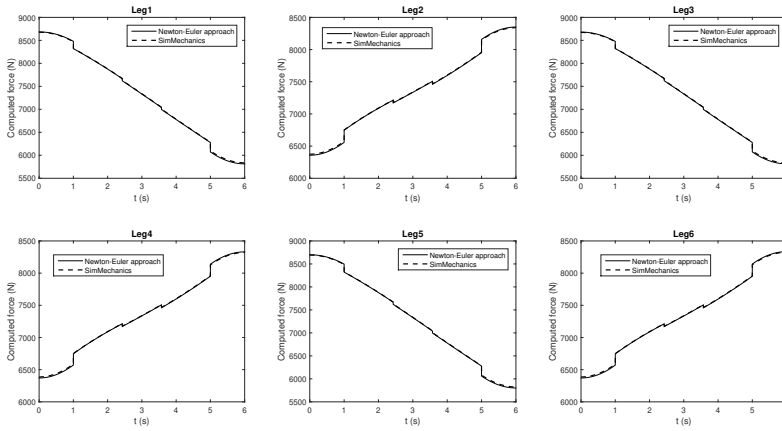 Leg1
Computed force (N)
9000
8500
8000
7500
7000
6500
6000
5500
Newton-Euler approach
SimMechanics
0 1 2 3 4 5 6
t (s)
Leg2
Computed force (N)
8500
8000
7500
7000
6500
6000
Newton-Euler approach
SimMechanics
0 1 2 3 4 5 6
t (s)
Leg3
Computed force (N)
9000
8500
8000
7500
7000
6500
6000
5500
Newton-Euler approach
SimMechanics
0 1 2 3 4 5
t (s)
Leg4
Computed force (N)
8500
8000
7500
7000
6500
6000
Newton-Euler approach
SimMechanics
0 1 2 3 4 5 6
t (s)
Leg5
Computed force (N)
9000
8500
8000
7500
7000
6500
6000
5500
Newton-Euler approach
SimMechanics
0 1 2 3 4 5 6
t (s)
Leg6
Computed force (N)
8500
8000
7500
7000
6500
6000
Newton-Euler approach
SimMechanics
0 1 2 3 4 5
t (s)